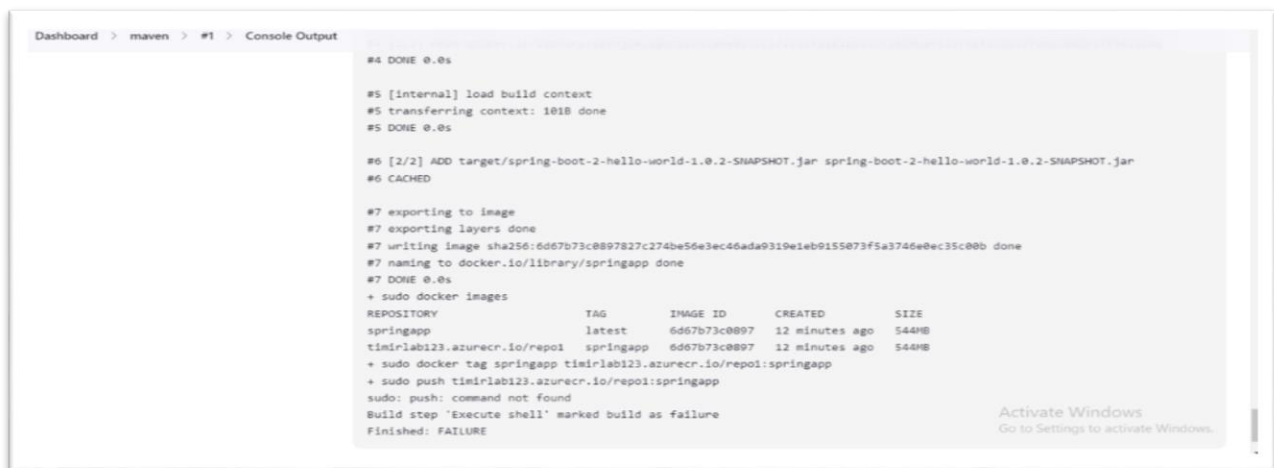 Dashboard > maven > #1 > Console Output
#4 DONE 0.0s
#5 [internal] load build context
#5 transferring context: 101B done
#5 DONE 0.0s
#6 [2/2] ADD target/spring-boot-2-hello-world-1.0.2-SNAPSHOT.jar spring-boot-2-hello-world-1.0.2-SNAPSHOT.jar
#6 CACHED
#7 exporting to image
#7 exporting layers done
#7 writing image sha256:6d67b73c0897827c274be56e3ec46ada9319e1eb9155073f5a3746e0ec35c00b done
#7 naming to docker.io/library/springapp done
#7 DONE 0.0s
+ sudo docker images
REPOSITORY TAG IMAGE ID CREATED SIZE
springapp latest 6d67b73c0897 12 minutes ago 544MB
timirlab123.azurecr.io/repo1 springapp 6d67b73c0897 12 minutes ago 544MB
+ sudo docker tag springapp timirlab123.azurecr.io/repo1:springapp
+ sudo push timirlab123.azurecr.io/repo1:springapp
sudo: push: command not found
Build step 'Execute shell' marked build as failure
Finished: FAILURE
Activate Windows
Go to Settings to activate Windows.